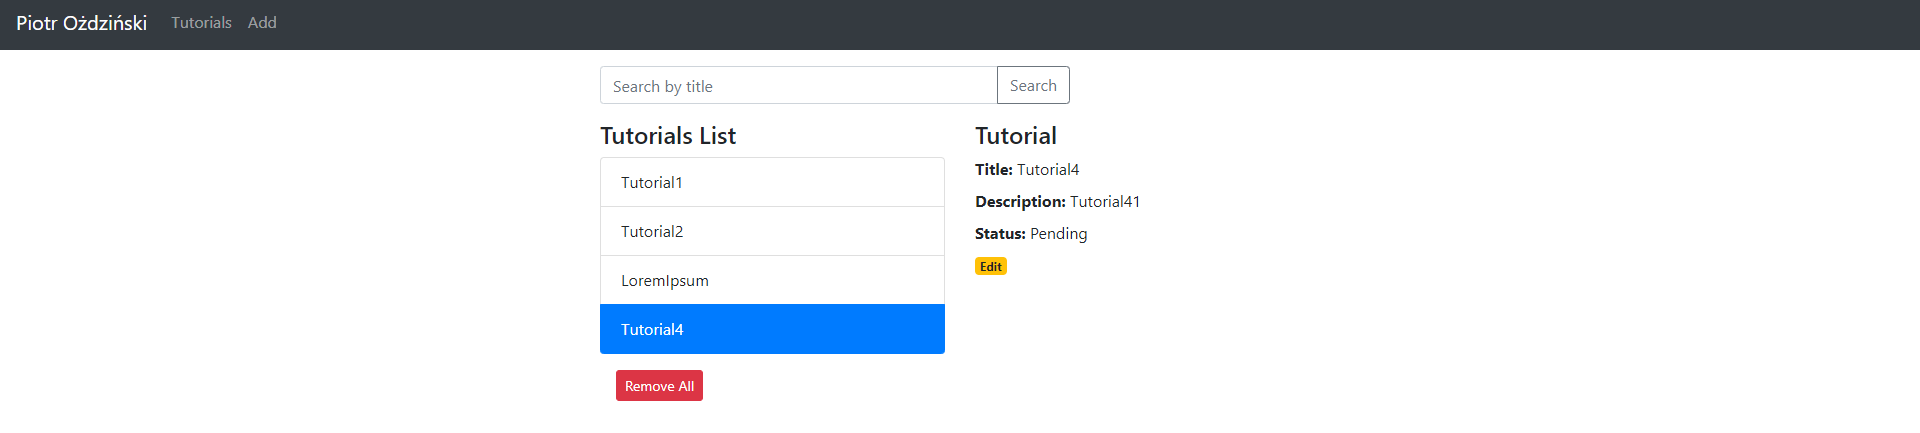 Piotr Oździński Tutorials Add
Search by title Search
Tutorials List
Tutorial1
Tutorial2
LoremIpsum
Tutorial4
Remove All
Tutorial
Title: Tutorial4
Description: Tutorial41
Status: Pending
Edit